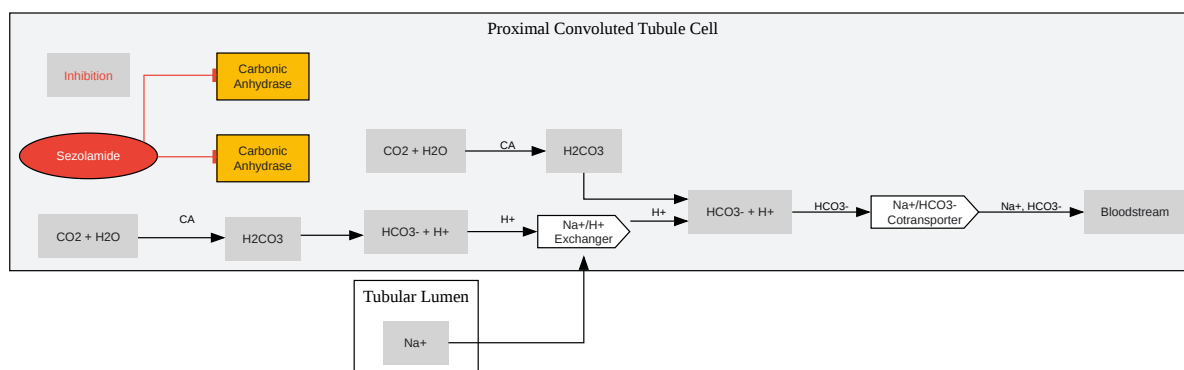 Proximal Convoluted Tubule Cell
Inhibition
Carbonic
Anhydrase
Sezolamide
Carbonic
Anhydrase
CO2 + H2O
CA
H2CO3
CO2 + H2O
CA
H2CO3
HCO3- + H+
H+
Na+/H+
Exchanger
H+
HCO3- + H+
HCO3-
Na+/HCO3-
Cotransporter
Na+, HCO3-
Bloodstream
Tubular Lumen
Na+